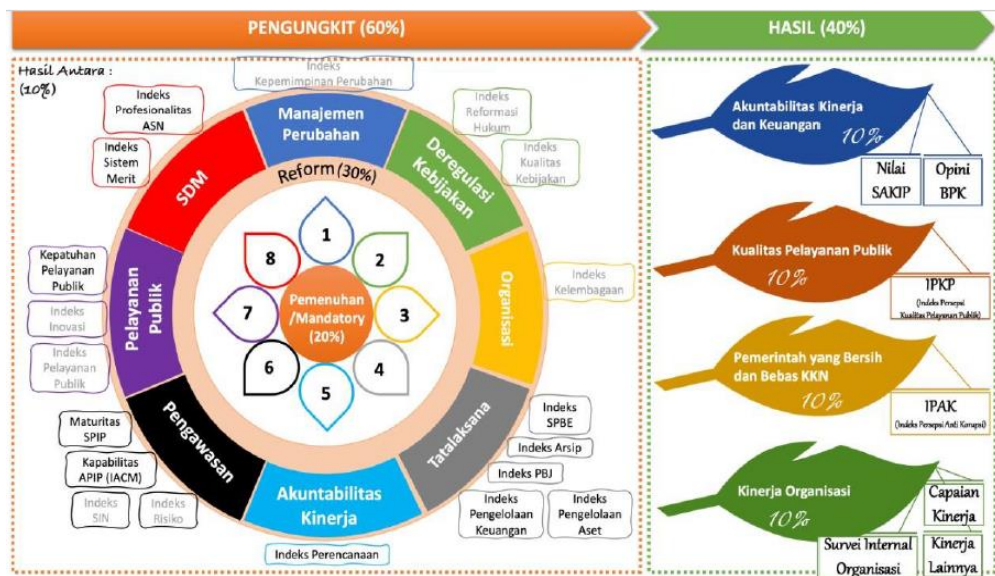 PENGUNGKIT (60%)
HASIL (40%)
Hasil Antara :
(10%)
Indeks
Kepemimpinan Perubahan
Indeks
Profesionalitas
ASN
Indeks
Sistem
Merit
Indeks
Reformasi
Hukum
Indeks
Kualitas
Kebijakan
Manajemen
Perubahan
Deregulasi
Kebijakan
SDM
Reform (30%)
1
2
3
4
5
6
7
8
Pemenuhan
/Mandatory
(20%)
Kepatuhan
Pelayanan
Publik
Indeks
Inovasi
Indeks
Pelayanan
Publik
Pelayanan
Publik
Organisasi
Indeks
Kelembagaan
Maturitas
SPIP
Kapabilitas
APIP (IACM)
Indeks
SIN
Indeks
Risiko
Pengawasan
Akuntabilitas
Kinerja
Indeks Perencanaan
Tatalaksana
Indeks
SPBE
Indeks Arsip
Indeks PBJ
Indeks
Pengelolaan
Keuangan
Indeks
Pengelolaan
Aset
Akuntabilitas Kinerja
dan Keuangan
10%
Nilai
SAKIP
Opini
BPK
Kualitas Pelayanan Publik
10%
IPKP
(Indeks Persepsi
Kualitas Pelayanan Publik)
Pemerintah yang Bersih
dan Bebas KKN
10%
IPAK
(Indeks Persepsi Anti Korupsi)
Kinerja Organisasi
10%
Capaian
Kinerja
Survei Internal
Organisasi
Kinerja
Lainnya